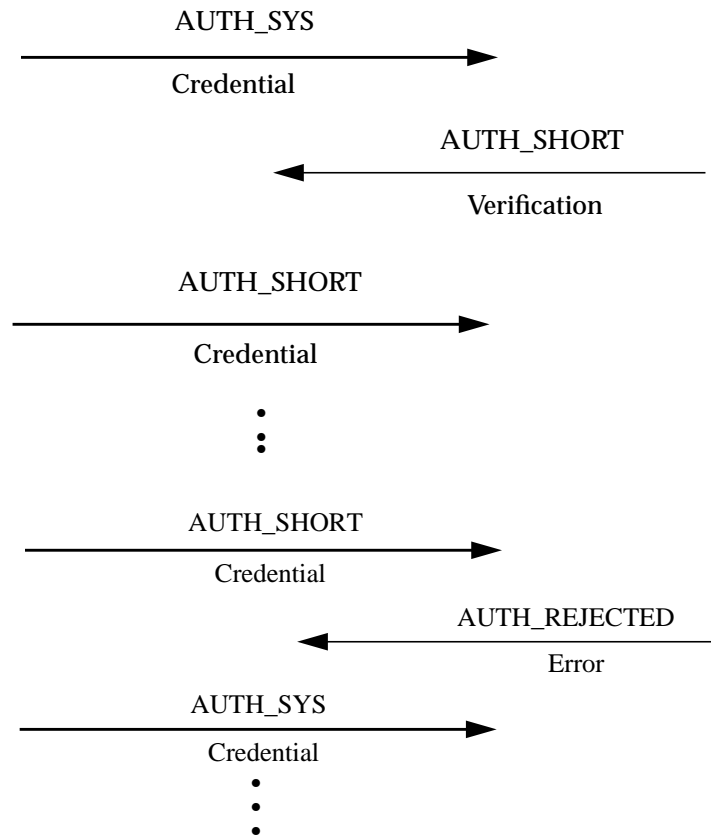 AUTH_SYS
Credential
AUTH_SHORT
Verification
AUTH_SHORT
Credential
AUTH_SHORT
Credential
AUTH_REJECTED
Error
AUTH_SYS
Credential